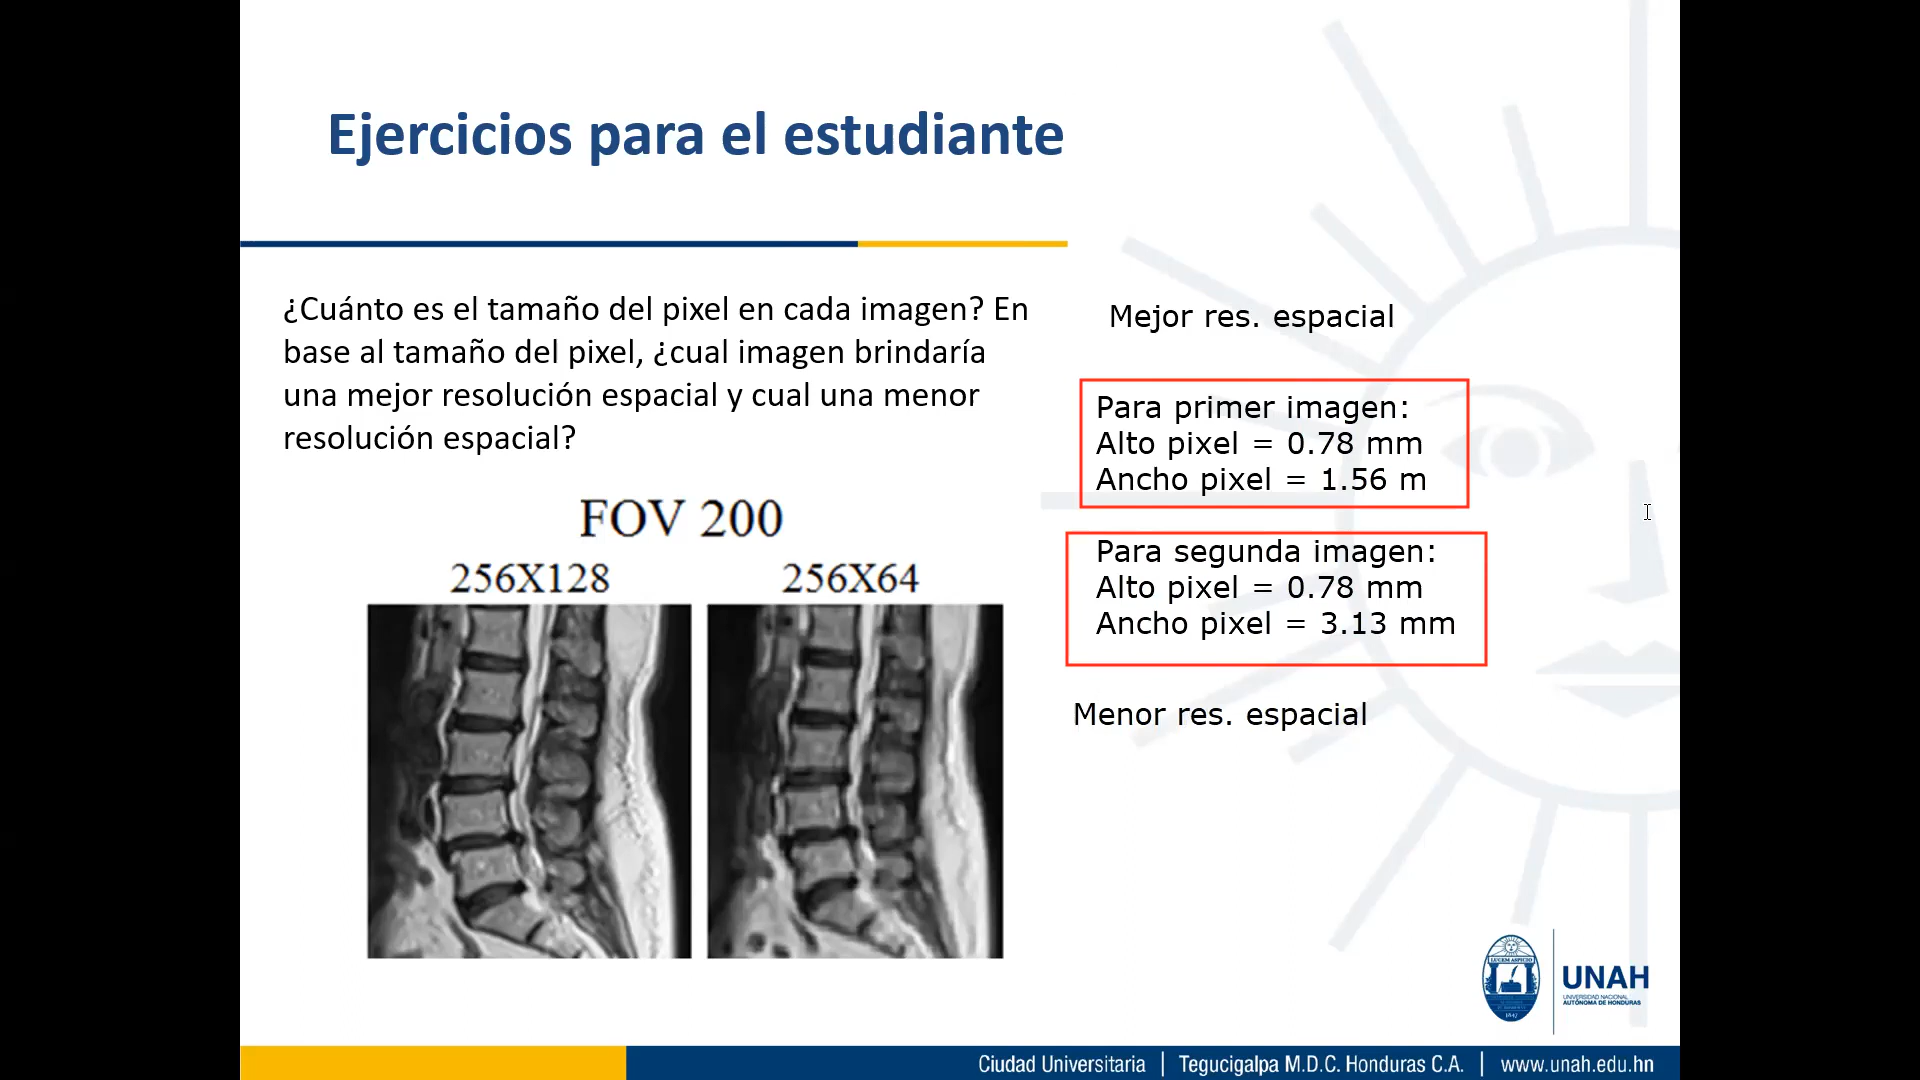 Ejercicios para el estudiante
¿Cuánto es el tamaño del pixel en cada imagen? En
base al tamaño del pixel, ¿cual imagen brindaría
una mejor resolución espacial y cual una menor
resolución espacial?
FOV 200
256X128
256X64
Mejor res. espacial
Para primer imagen:
Alto pixel = 0.78 mm
Ancho pixel = 1.56 m
Para segunda imagen:
Alto pixel = 0.78 mm
Ancho pixel = 3.13 mm
Menor res. espacial
LUCEM ASPICIO
1847
UNAH
UNIVERSIDAD NACIONAL
AUTÓNOMA DE HONDURAS
Ciudad Universitaria | Tegucigalpa M.D.C. Honduras C.A. | www.unah.edu.hn